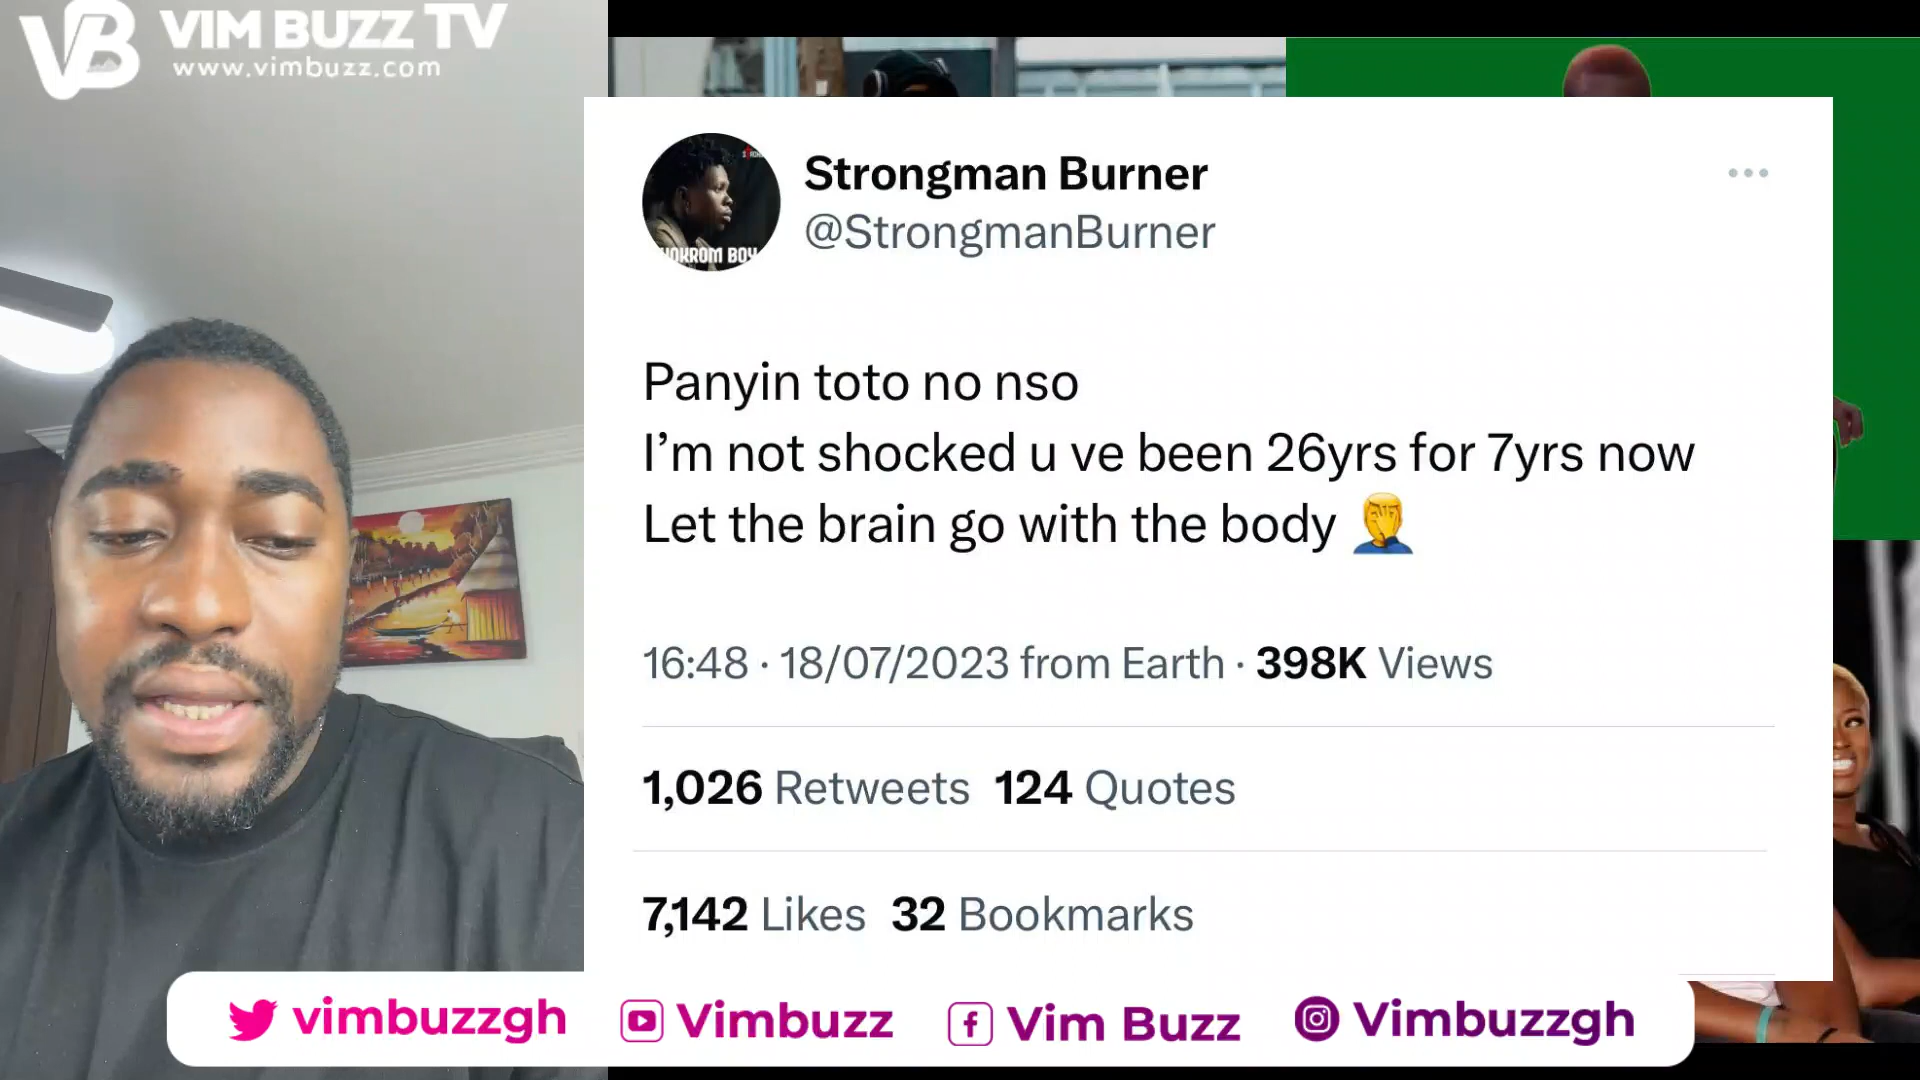 VB VIM BUZZ TV
www.vimbuzz.com
Strongman Burner
@StrongmanBurner
Panyin toto no nso
I’m not shocked u ve been 26yrs for 7yrs now
Let the brain go with the body 🤦‍♂️
16:48 · 18/07/2023 from Earth · 398K Views
1,026 Retweets 124 Quotes
7,142 Likes 32 Bookmarks
vimbuzzgh Vimbuzz Vim Buzz Vimbuzzgh